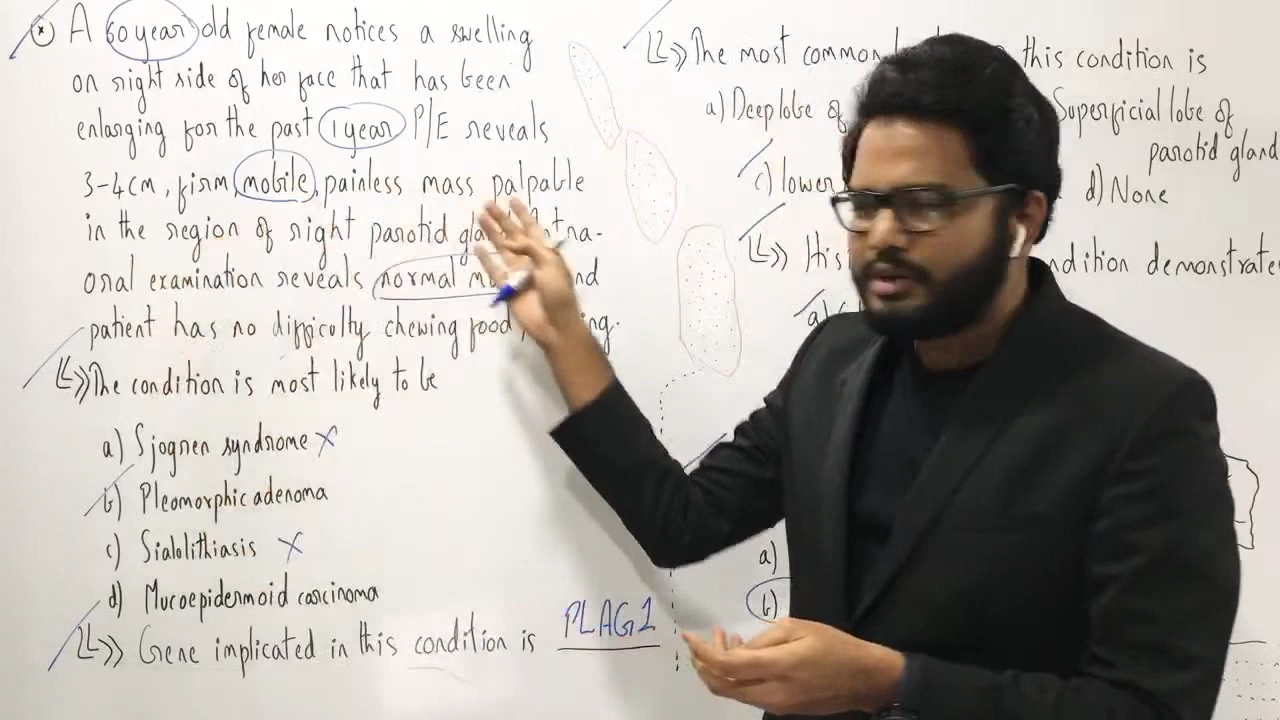 A 60 year old female notices a swelling
on right side of her face that has been
enlarging for the past 1 year P/E reveals
3-4cm, firm, mobile, painless mass palpable
in the region of right parotid
oral examination reveals normal
patient has no difficulty chewing food,
The condition is most likely to be
a) Sjogren syndrome X
b) Pleomorphic adenoma
c) Sialolithiasis X
d) Mucoepidermoid carcinoma
Gene implicated in this condition is PLAG1
The most common this condition is
a) Deep lobe of Superficial lobe of
parotid gland
c) lower d) None
condition demonstrates
a)
a)
b)